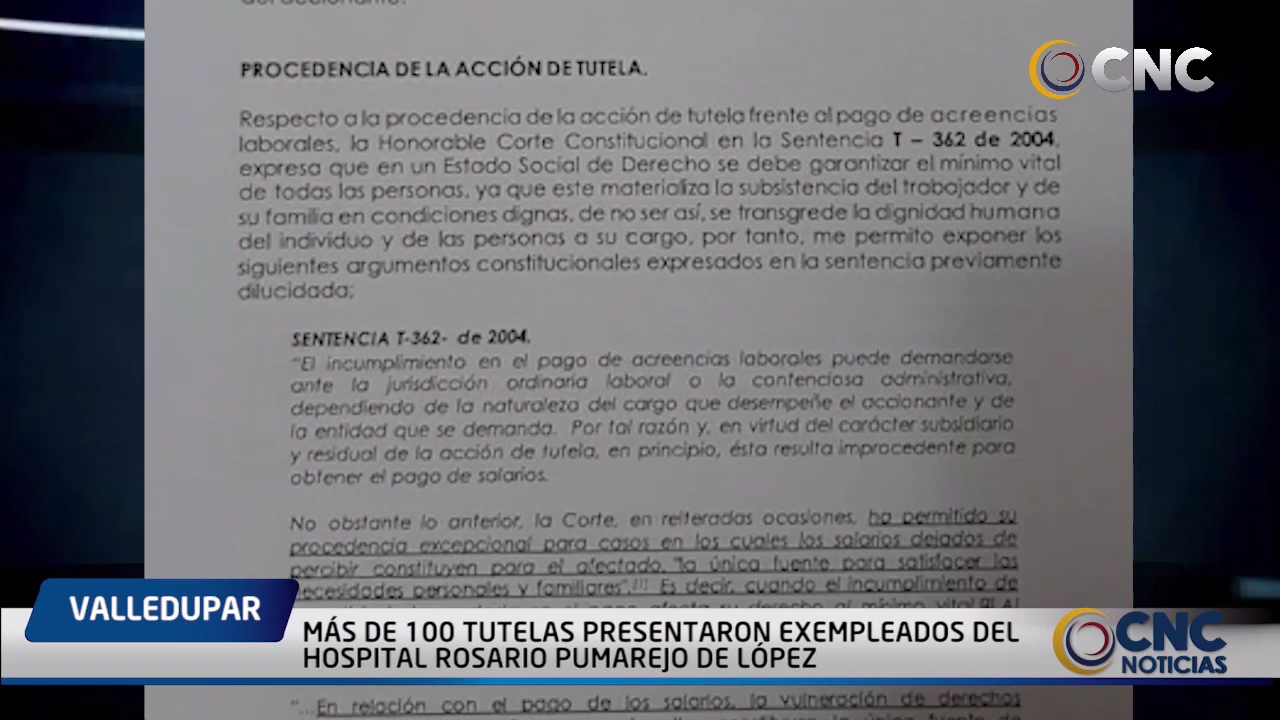 del accionante.
CNC
PROCEDENCIA DE LA ACCIÓN DE TUTELA.
Respecto a la procedencia de la acción de tutela frente al pago de acreencias
laborales, la Honorable Corte Constitucional en la Sentencia T – 362 de 2004,
expresa que en un Estado Social de Derecho se debe garantizar el mínimo vital
de todas las personas, ya que este materializa la subsistencia del trabajador y de
su familia en condiciones dignas, de no ser así, se transgrede la dignidad humana
del individuo y de las personas a su cargo, por tanto, me permito exponer los
siguientes argumentos constitucionales expresados en la sentencia previamente
dilucidada;
SENTENCIA T-362- de 2004.
"El incumplimiento en el pago de acreencias laborales puede demandarse
ante la jurisdicción ordinaria laboral o la contenciosa administrativa,
dependiendo de la naturaleza del cargo que desempeñe el accionante y de
la entidad que se demanda. Por tal razón y, en virtud del carácter subsidiario
y residual de la acción de tutela, en principio, ésta resulta improcedente para
obtener el pago de salarios.
No obstante lo anterior, la Corte, en reiteradas ocasiones, ha permitido su
procedencia excepcional para casos en los cuales los salarios dejados de
percibir constituyen para el afectado, "la única fuente para satisfacer las
necesidades personales y familiares".[1] Es decir, cuando el incumplimiento de
VALLEDUPAR
MÁS DE 100 TUTELAS PRESENTARON EXEMPLEADOS DEL
HOSPITAL ROSARIO PUMAREJO DE LÓPEZ
CNC
NOTICIAS
"...En relación con el pago de los salarios, la vulneración de derechos